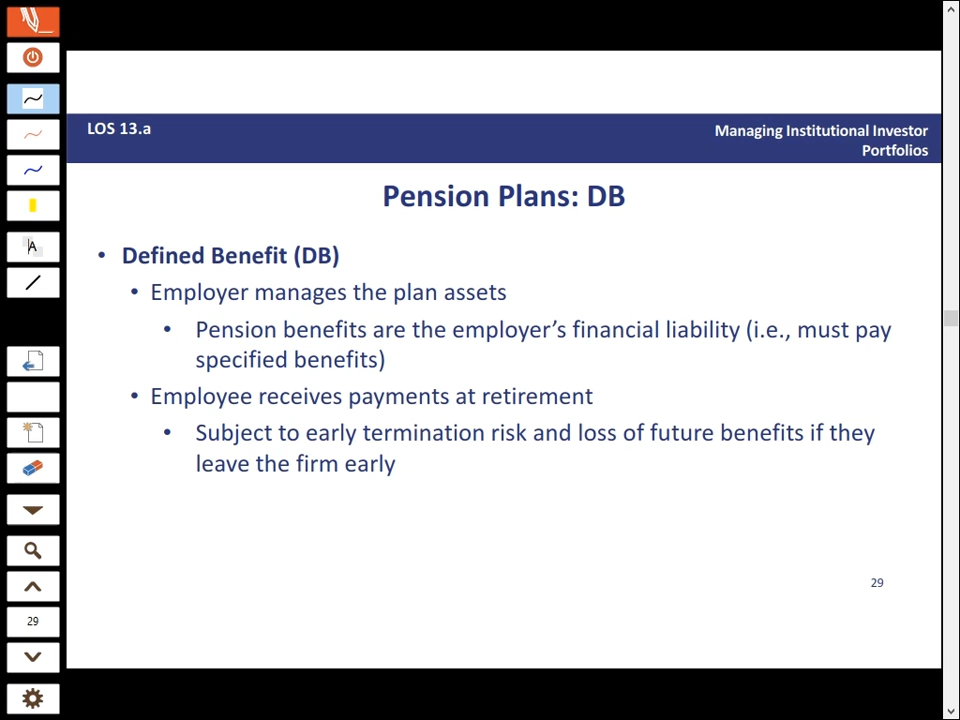 LOS 13.a
Managing Institutional Investor
Portfolios
Pension Plans: DB
• Defined Benefit (DB)
• Employer manages the plan assets
• Pension benefits are the employer’s financial liability (i.e., must pay
specified benefits)
• Employee receives payments at retirement
• Subject to early termination risk and loss of future benefits if they
leave the firm early
29
A
29